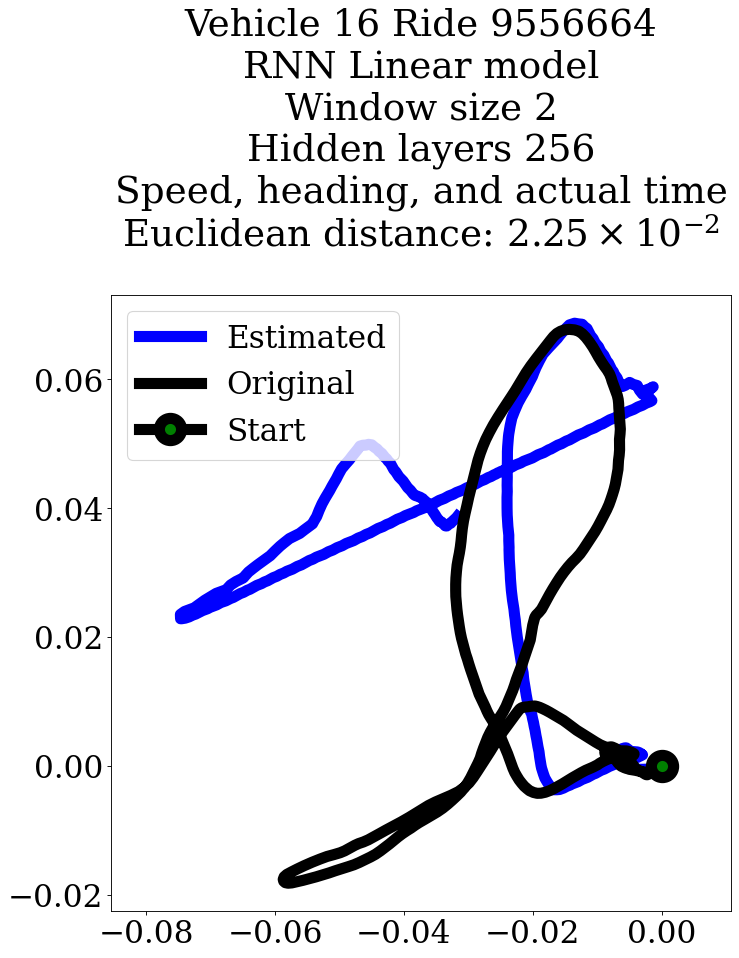 Vehicle 16 Ride 9556664
RNN Linear model
Window size 2
Hidden layers 256
Speed, heading, and actual time
Euclidean distance: 2.25 × 10⁻²
Estimated
Original
Start
0.06
0.04
0.02
0.00
−0.02
−0.08 −0.06 −0.04 −0.02 0.00